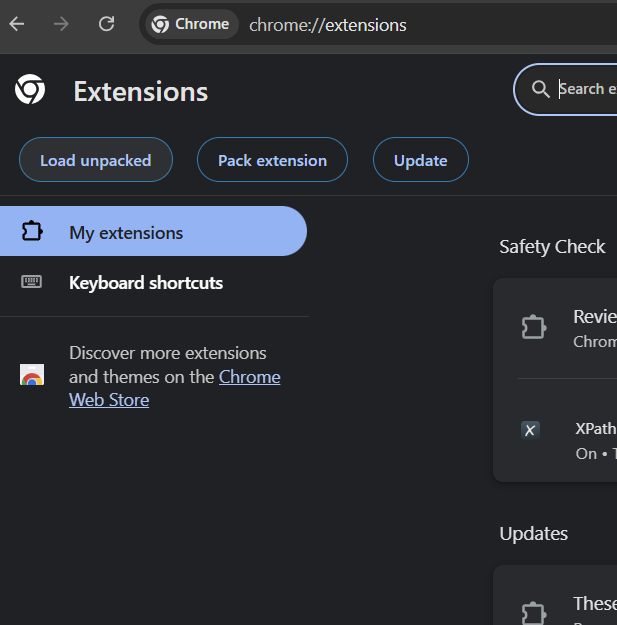 Chrome chrome://extensions
Extensions
Search e
Load unpacked Pack extension Update
My extensions
Keyboard shortcuts
Discover more extensions
and themes on the Chrome
Web Store
Safety Check
Revie
Chrom
XPath
On • T
Updates
These